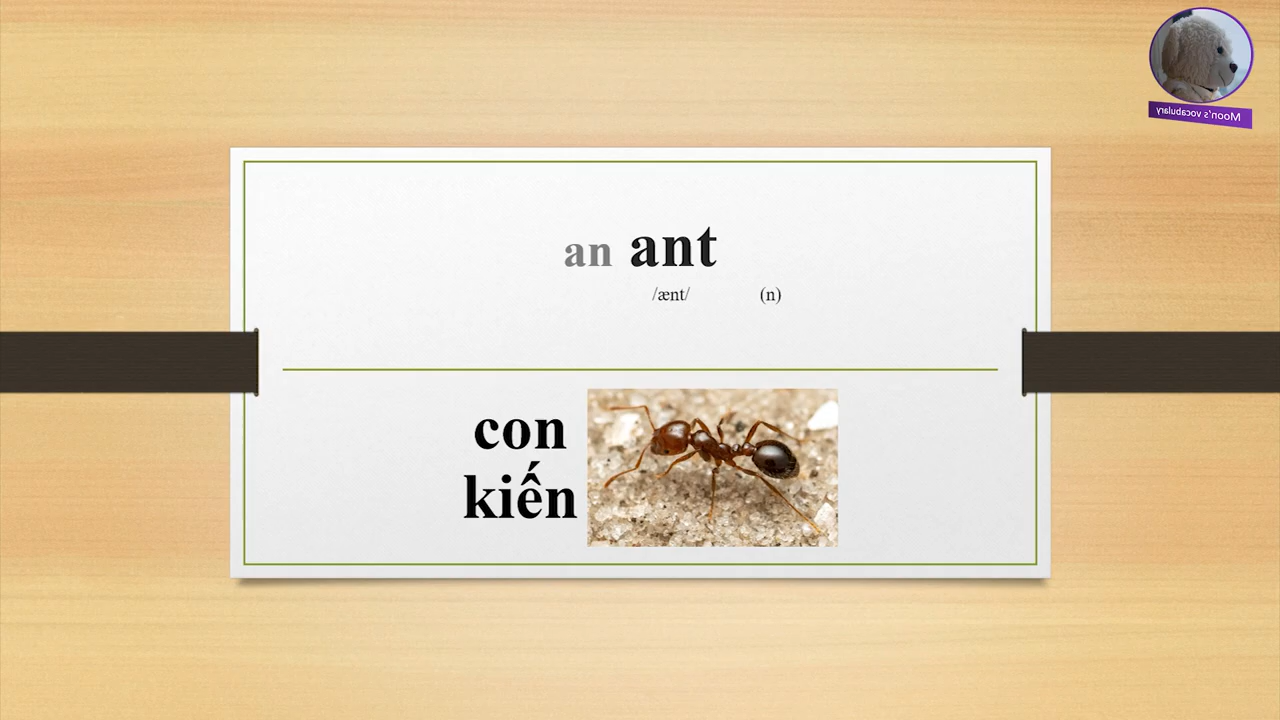 Moon's vocabulary
an ant
/ænt/ (n)
con
kiến